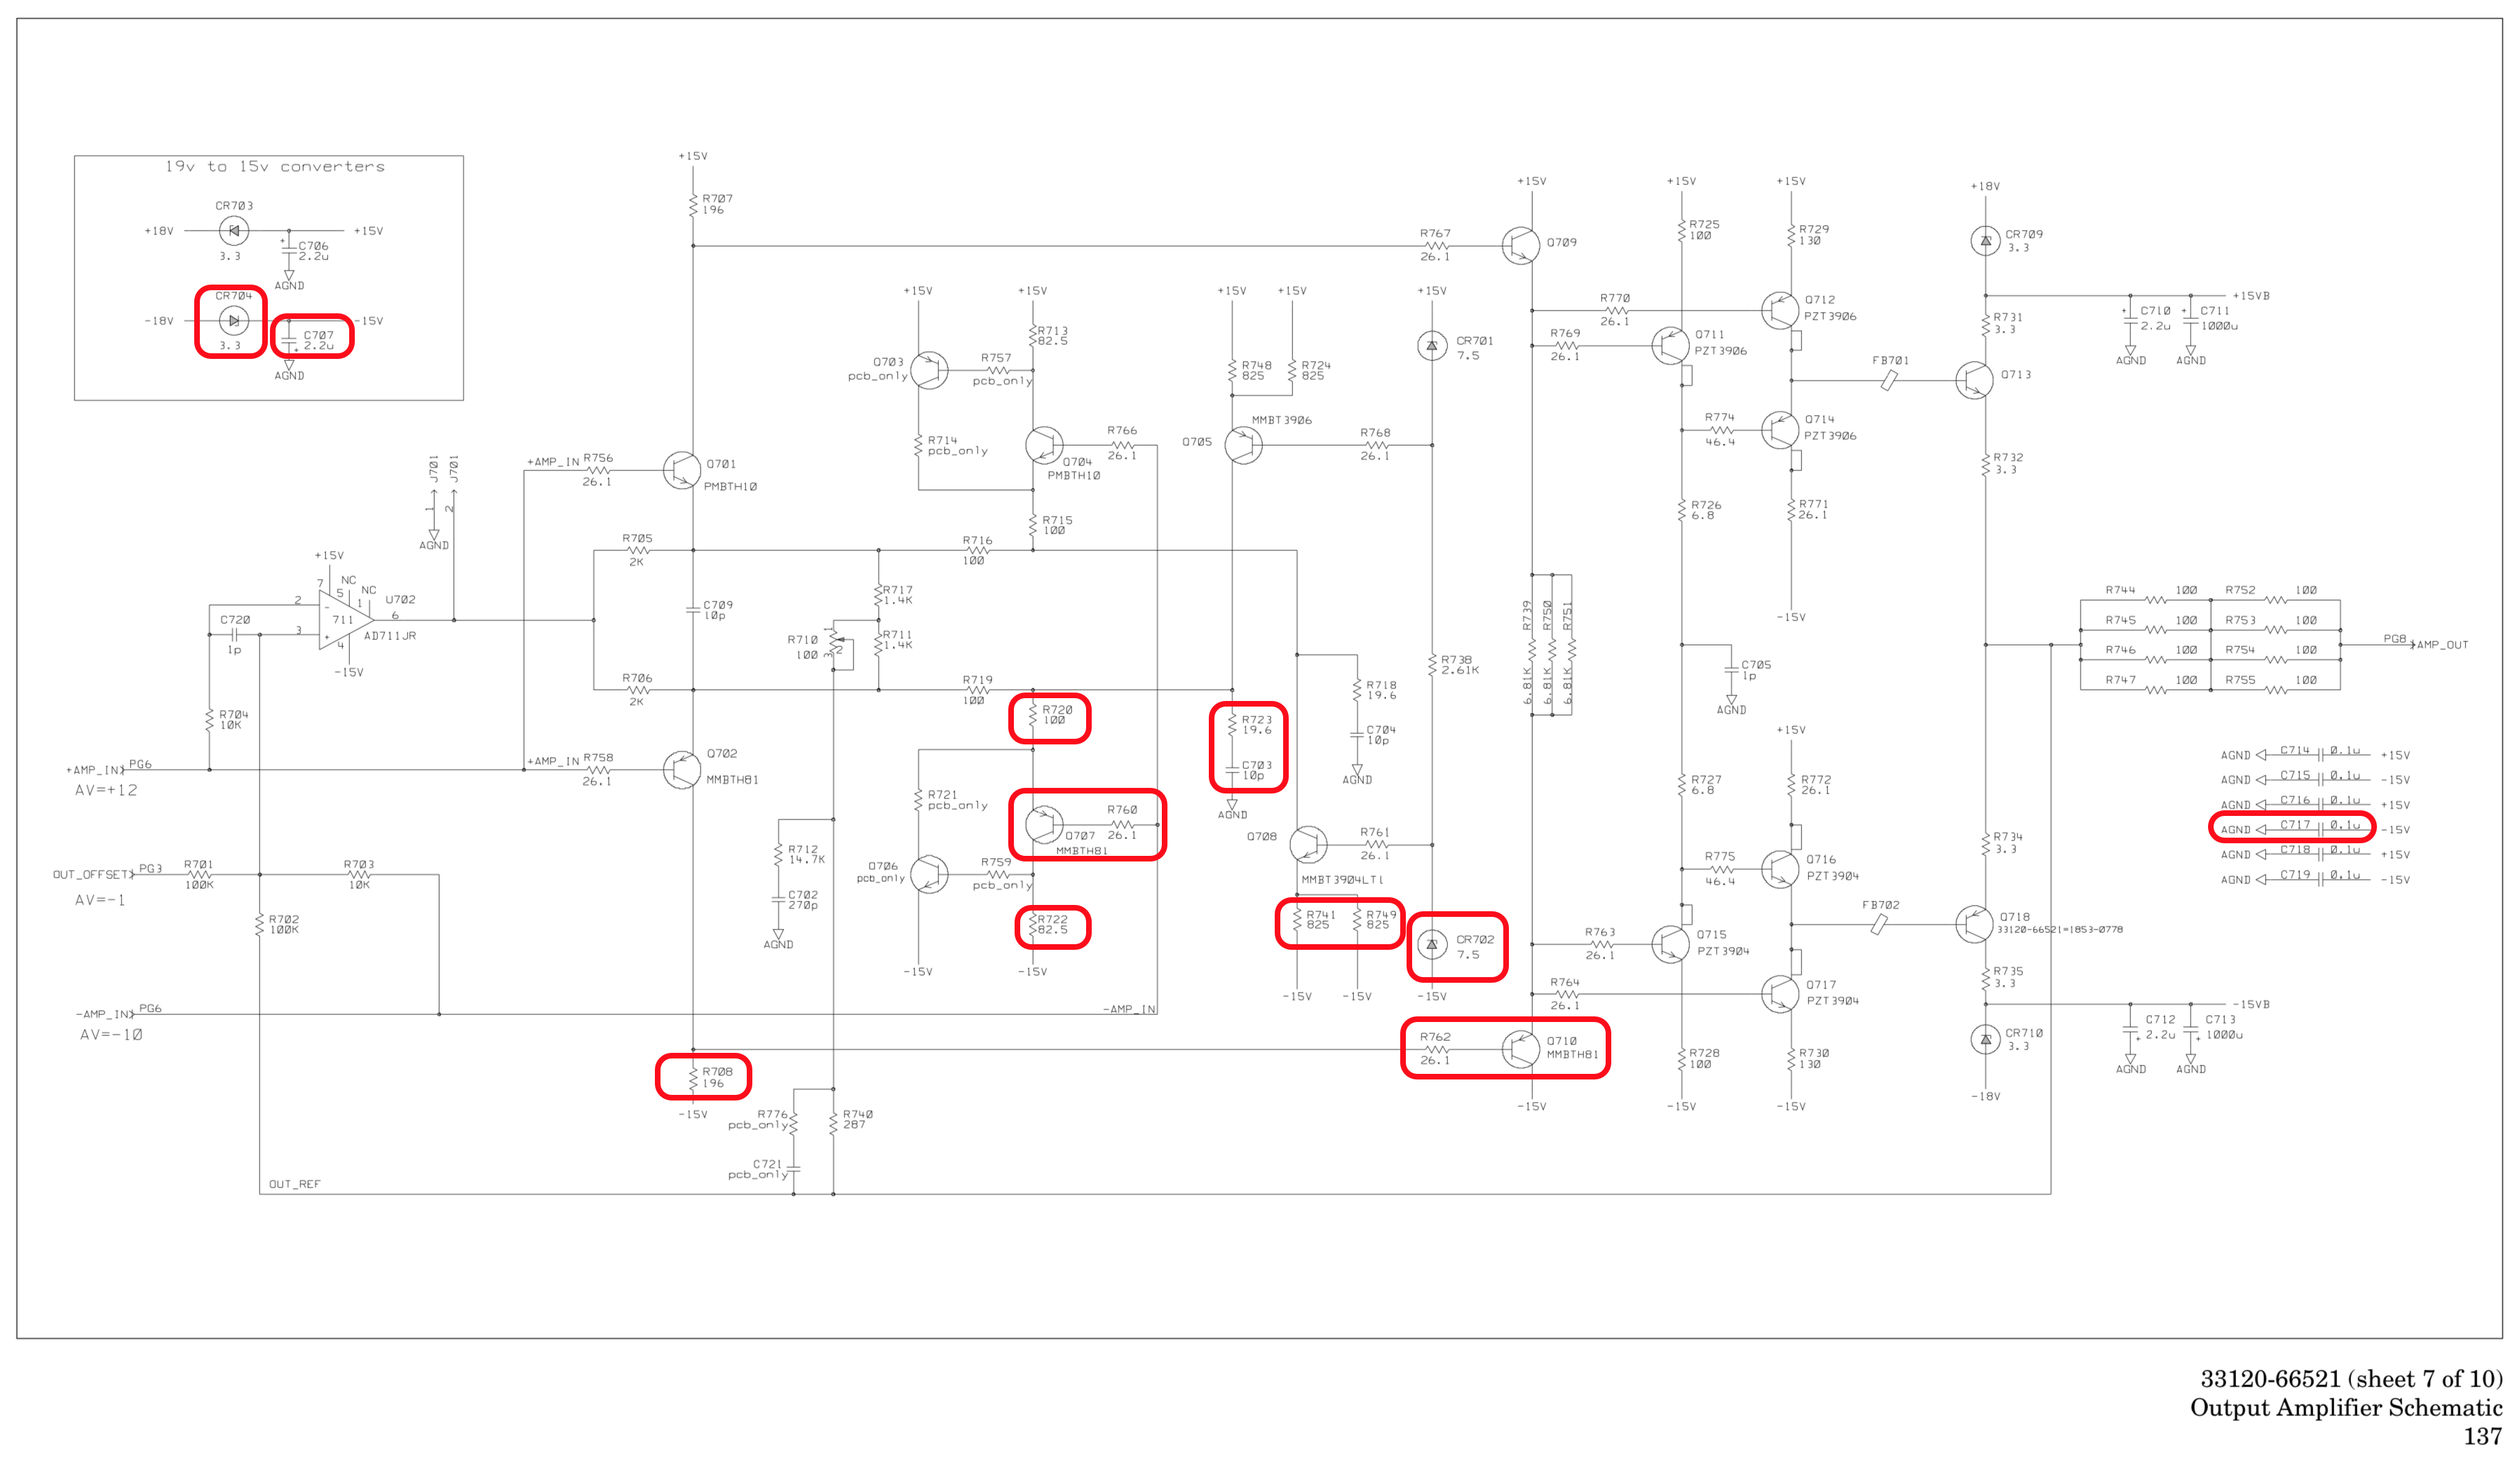 19v to 15v converters
CR703
+18V
+15V
3.3
C706
2.2u
AGND
CR704
-18V
-15V
3.3
C707
2.2u
AGND
+15V
R707
196
R767
26.1
+15V
Q709
+15V
R725
100
+15V
R729
130
+18V
CR709
3.3
+15VB
C710
2.2u
AGND
C711
1000u
AGND
R731
3.3
+15V
Q703
pcb_only
R757
pcb_only
+15V
R713
82.5
R714
pcb_only
Q704
PMBTH10
R766
26.1
R715
100
+15V
+15V
R748
825
R724
825
MMBT3906
Q705
R768
26.1
+15V
CR701
7.5
R770
26.1
R769
26.1
Q711
PZT3906
Q712
PZT3906
R774
46.4
Q714
PZT3906
R726
6.8
R771
26.1
-15V
FB701
Q713
R732
3.3
J701
J701
1
2
AGND
+AMP_IN
R756
26.1
Q701
PMBTH10
+15V
7
NC
5
NC
1
U702
2
-
711
6
3
+
4
AD711JR
-15V
C720
1p
R704
10K
R705
2K
R706
2K
C709
10p
R716
100
R717
1.4K
R710
100
1
2
3
R711
1.4K
R719
100
R720
100
R723
19.6
C703
10p
AGND
R718
19.6
C704
10p
AGND
R738
2.61K
R739
6.81K
R750
6.81K
R751
6.81K
C705
1p
AGND
R744 100
R752 100
R745 100
R753 100
R746 100
R754 100
R747 100
R755 100
PG8
AMP_OUT
+AMP_IN
PG6
AV=+12
+AMP_IN
R758
26.1
Q702
MMBTH81
R721
pcb_only
Q707
MMBTH81
R760
26.1
Q708
R761
26.1
MMBT3904LT1
R727
6.8
+15V
R772
26.1
AGND C714 0.1u +15V
AGND C715 0.1u -15V
AGND C716 0.1u +15V
AGND C717 0.1u -15V
AGND C718 0.1u +15V
AGND C719 0.1u -15V
OUT_OFFSET
PG3
AV=-1
R701
100K
R703
10K
R702
100K
R712
14.7K
C702
270p
AGND
Q706
pcb_only
R759
pcb_only
R722
82.5
-15V
-15V
R741
825
R749
825
-15V
-15V
CR702
7.5
-15V
R763
26.1
Q715
PZT3904
R775
46.4
Q716
PZT3904
R734
3.3
FB702
Q718
33120-66521=1853-0778
R764
26.1
Q717
PZT3904
R735
3.3
-15VB
C712
2.2u
AGND
C713
1000u
AGND
CR710
3.3
-18V
-AMP_IN
PG6
AV=-10
-AMP_IN
R762
26.1
Q710
MMBTH81
-15V
R728
100
-15V
R730
130
-15V
R708
196
-15V
R776
pcb_only
R740
287
C721
pcb_only
OUT_REF
33120-66521 (sheet 7 of 10)
Output Amplifier Schematic
137